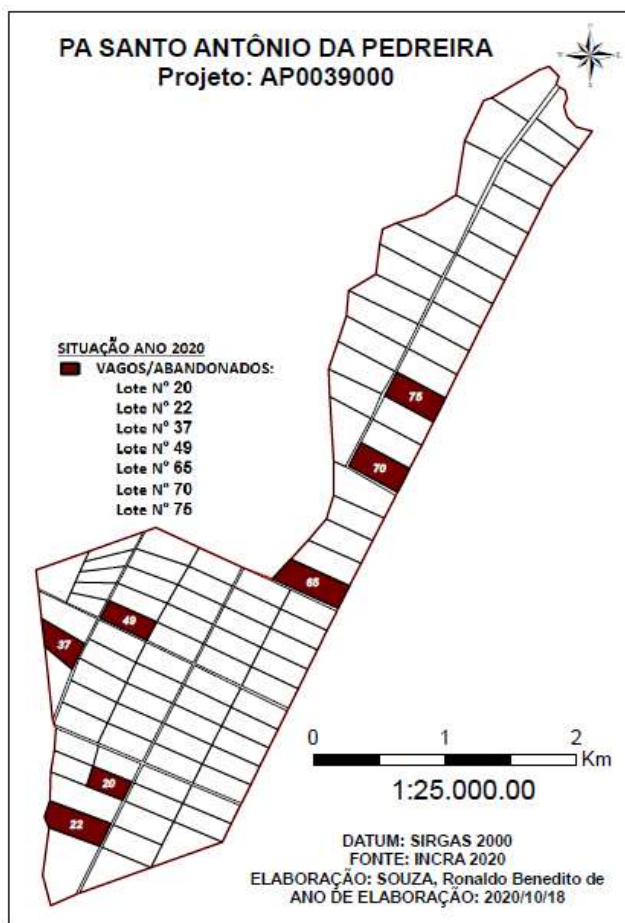 PA SANTO ANTÔNIO DA PEDREIRA
Projeto: AP0039000
SITUAÇÃO ANO 2020
VAGOS/ABANDONADOS:
Lote Nº 20
Lote Nº 22
Lote Nº 37
Lote Nº 49
Lote Nº 65
Lote Nº 70
Lote Nº 75
75
70
65
49
37
20
22
0 1 2
Km
1:25.000.00
DATUM: SIRGAS 2000
FONTE: INCRA 2020
ELABORAÇÃO: SOUZA, Ronaldo Benedito de
ANO DE ELABORAÇÃO: 2020/10/18